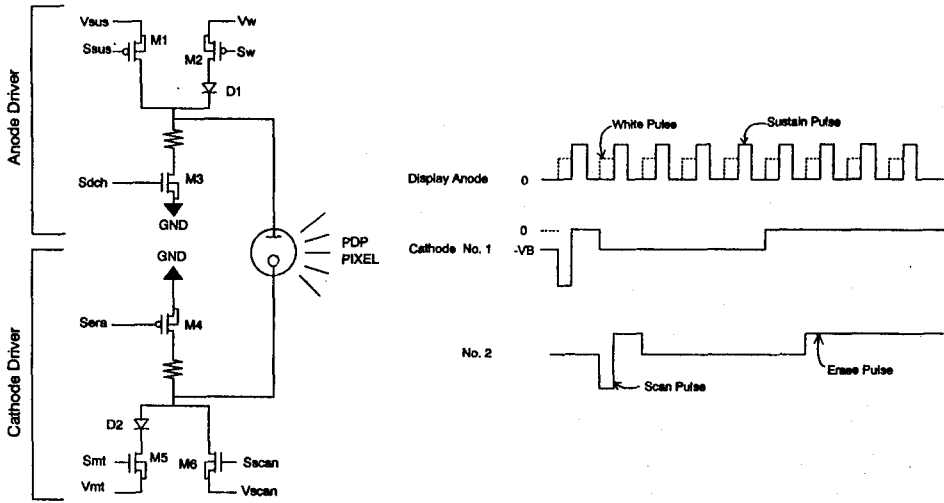 Anode Driver
Vsus
Vw
Ssus
M1
M2
Sw
D1
Sdch
M3
GND
Cathode Driver
GND
Sera
M4
D2
Smt
M5
M6
Sscan
Vmt
Vscan
PDP
PIXEL
White Pulse
Sustain Pulse
Display Anode
0
0
Cathode No. 1
-VB
No. 2
Scan Pulse
Erase Pulse